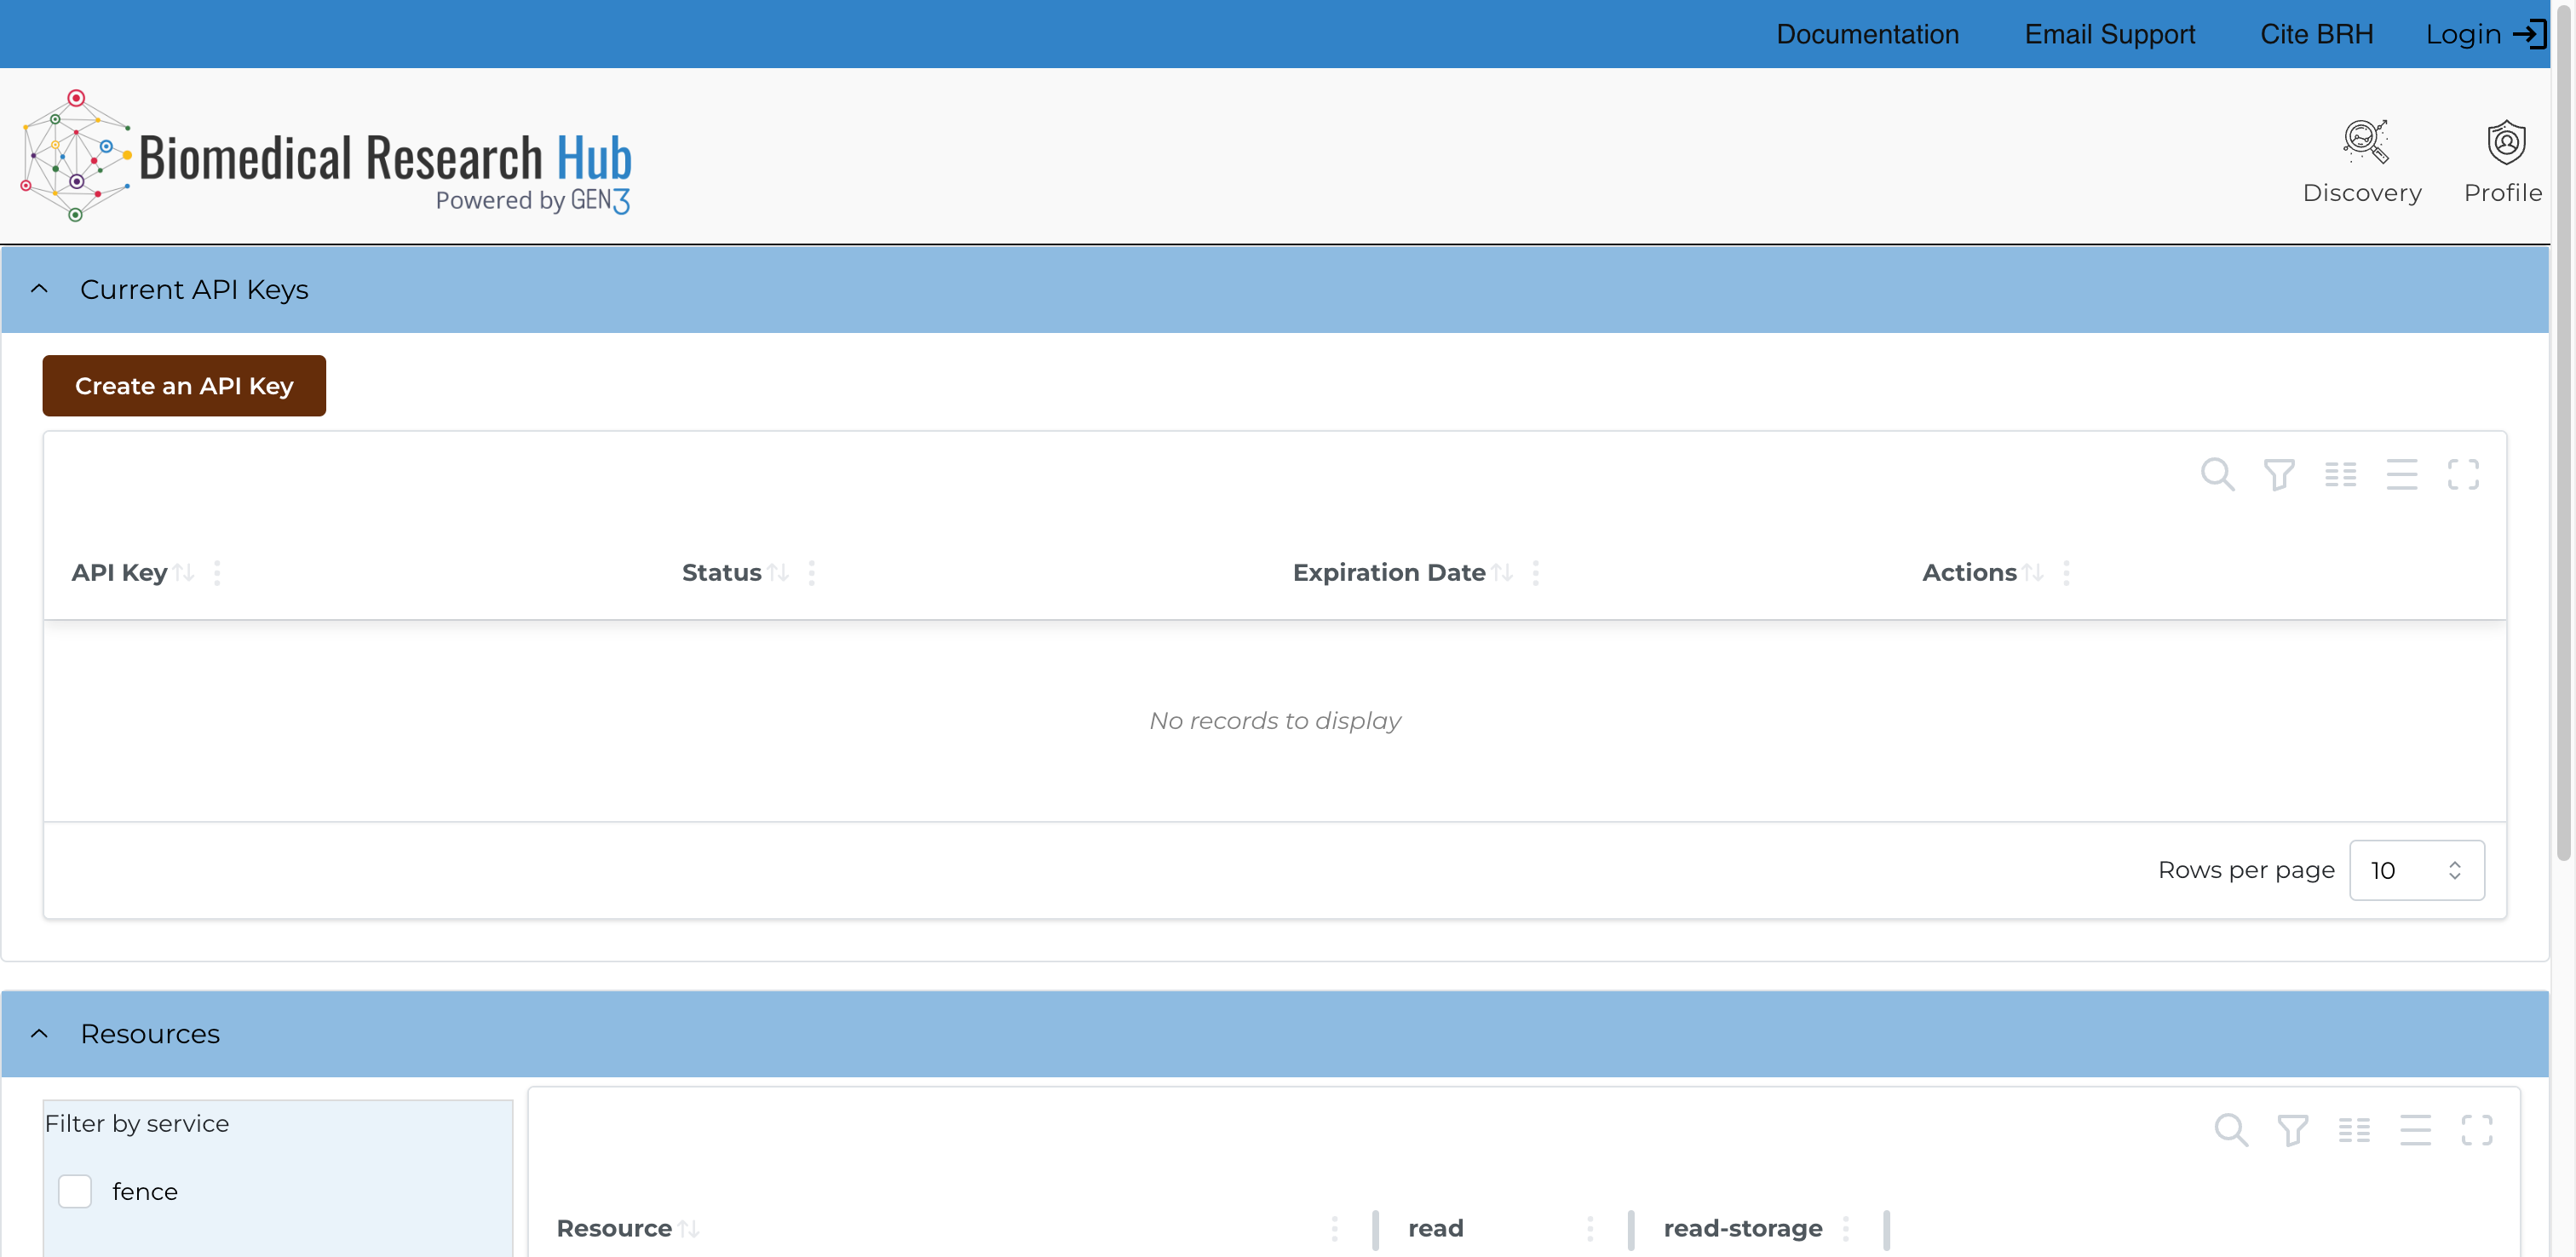 Documentation Email Support Cite BRH Login
Biomedical Research Hub
Powered by GEN3
Discovery Profile
Current API Keys
Create an API Key
API Key Status Expiration Date Actions
No records to display
Rows per page 10
Resources
Filter by service
fence
Resource read read-storage